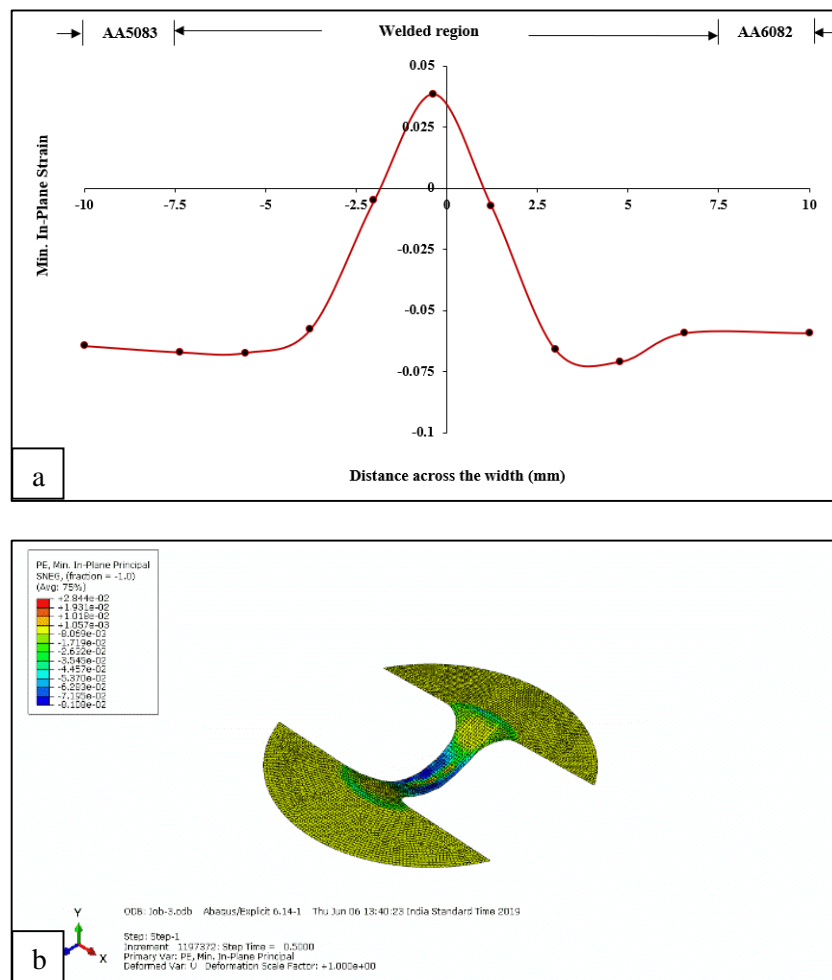 AA5083 Welded region AA6082
0.05
0.025
0
-10 -7.5 -5 -2.5 0 2.5 5 7.5 10
-0.025
-0.05
-0.075
-0.1
Min. In-Plane Strain
Distance across the width (mm)
a
PE, Min. In-Plane Principal
SNEG, (fraction = -1.0)
(Avg: 75%)
+2.844e-02
+1.931e-02
+1.018e-02
+1.057e-03
-8.069e-03
-1.719e-02
-2.632e-02
-3.545e-02
-4.457e-02
-5.370e-02
-6.283e-02
-7.195e-02
-8.108e-02
ODB: Job-3.odb Abaqus/Explicit 6.14-1 Thu Jun 06 13:40:23 India Standard Time 2019
Y
X
Step: Step-1
Increment 1197372: Step Time = 0.5000
Primary Var: PE, Min. In-Plane Principal
Deformed Var: U Deformation Scale Factor: +1.000e+00
b